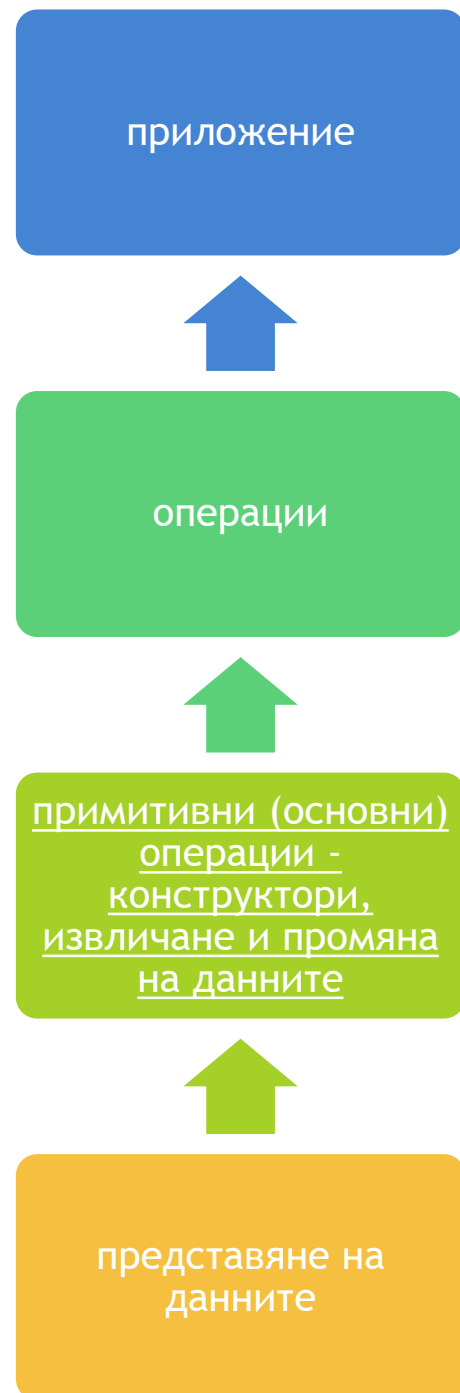 приложение
операции
примитивни (основни)
операции -
конструктори,
извличане и промяна
на данните
представяне на
данните